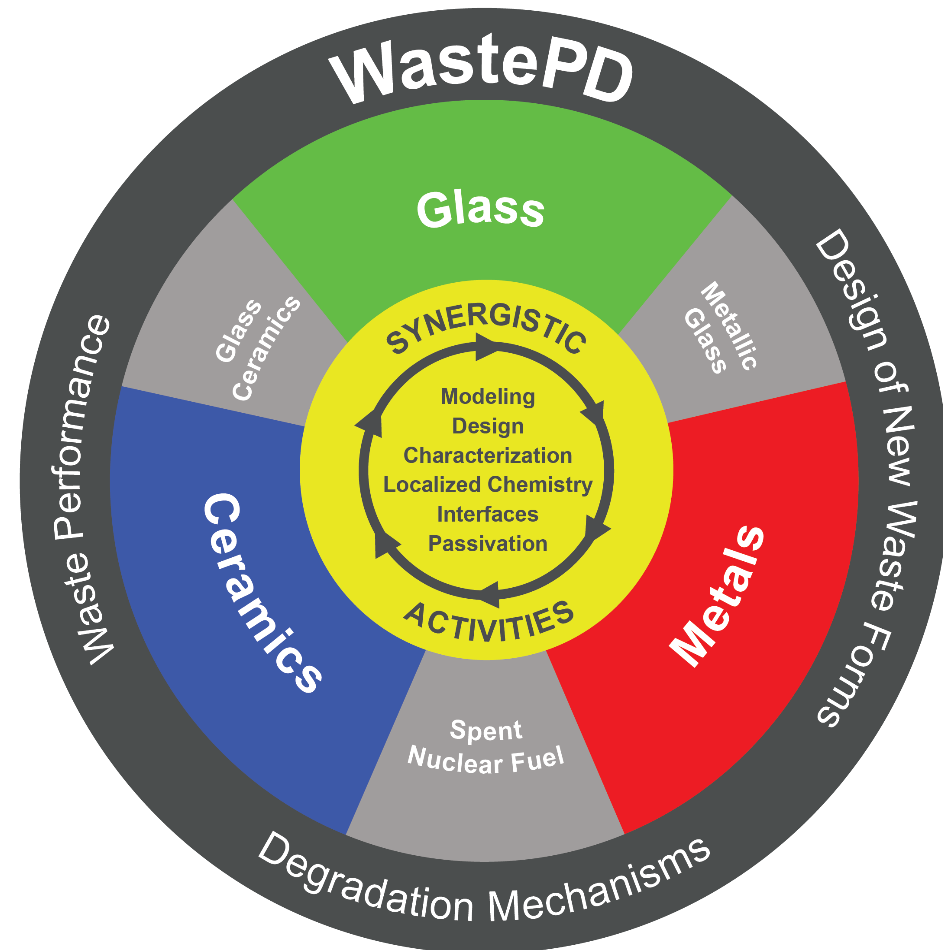 WastePD
Glass
Glass
Ceramics
Metallic
Glass
SYNERGISTIC
Modeling
Design
Characterization
Localized Chemistry
Interfaces
Passivation
ACTIVITIES
Ceramics
Metals
Spent
Nuclear Fuel
Waste Performance
Design of New Waste Forms
Degradation Mechanisms